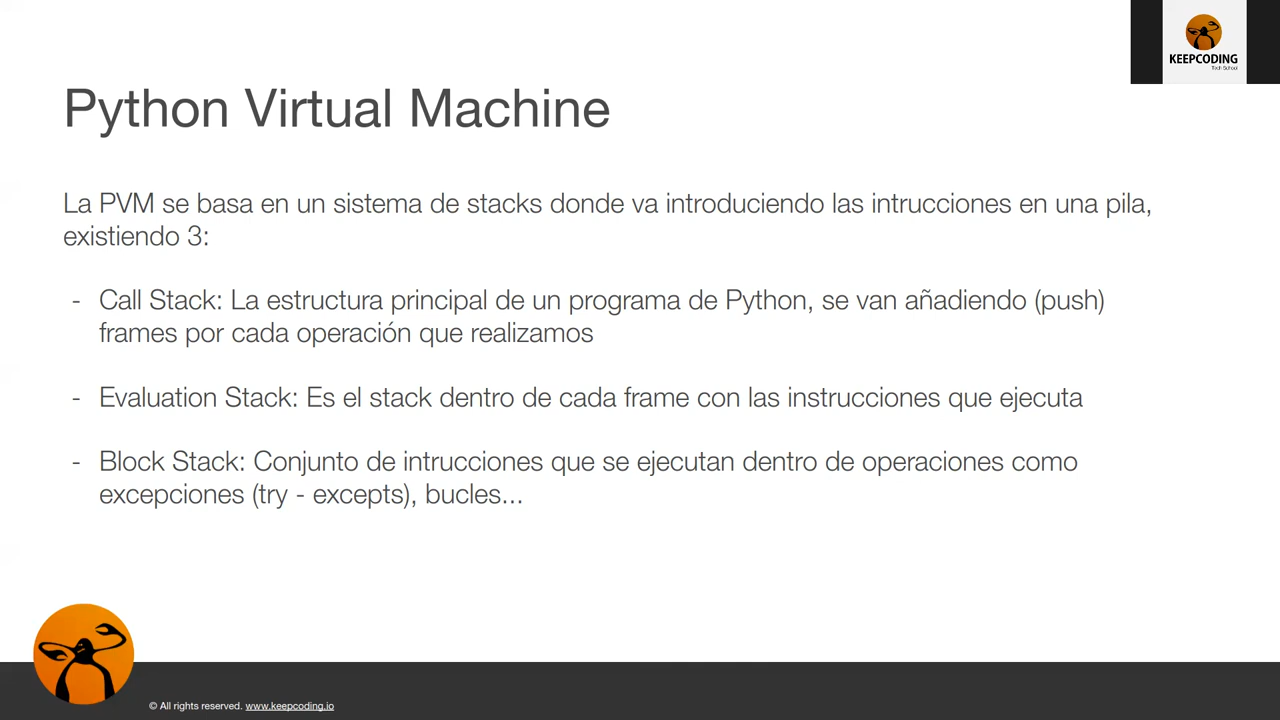 KEEPCODING
Tech School
Python Virtual Machine
La PVM se basa en un sistema de stacks donde va introduciendo las intrucciones en una pila,
existiendo 3:
- Call Stack: La estructura principal de un programa de Python, se van añadiendo (push)
frames por cada operación que realizamos
- Evaluation Stack: Es el stack dentro de cada frame con las instrucciones que ejecuta
- Block Stack: Conjunto de intrucciones que se ejecutan dentro de operaciones como
excepciones (try - excepts), bucles...
© All rights reserved. www.keepcoding.io